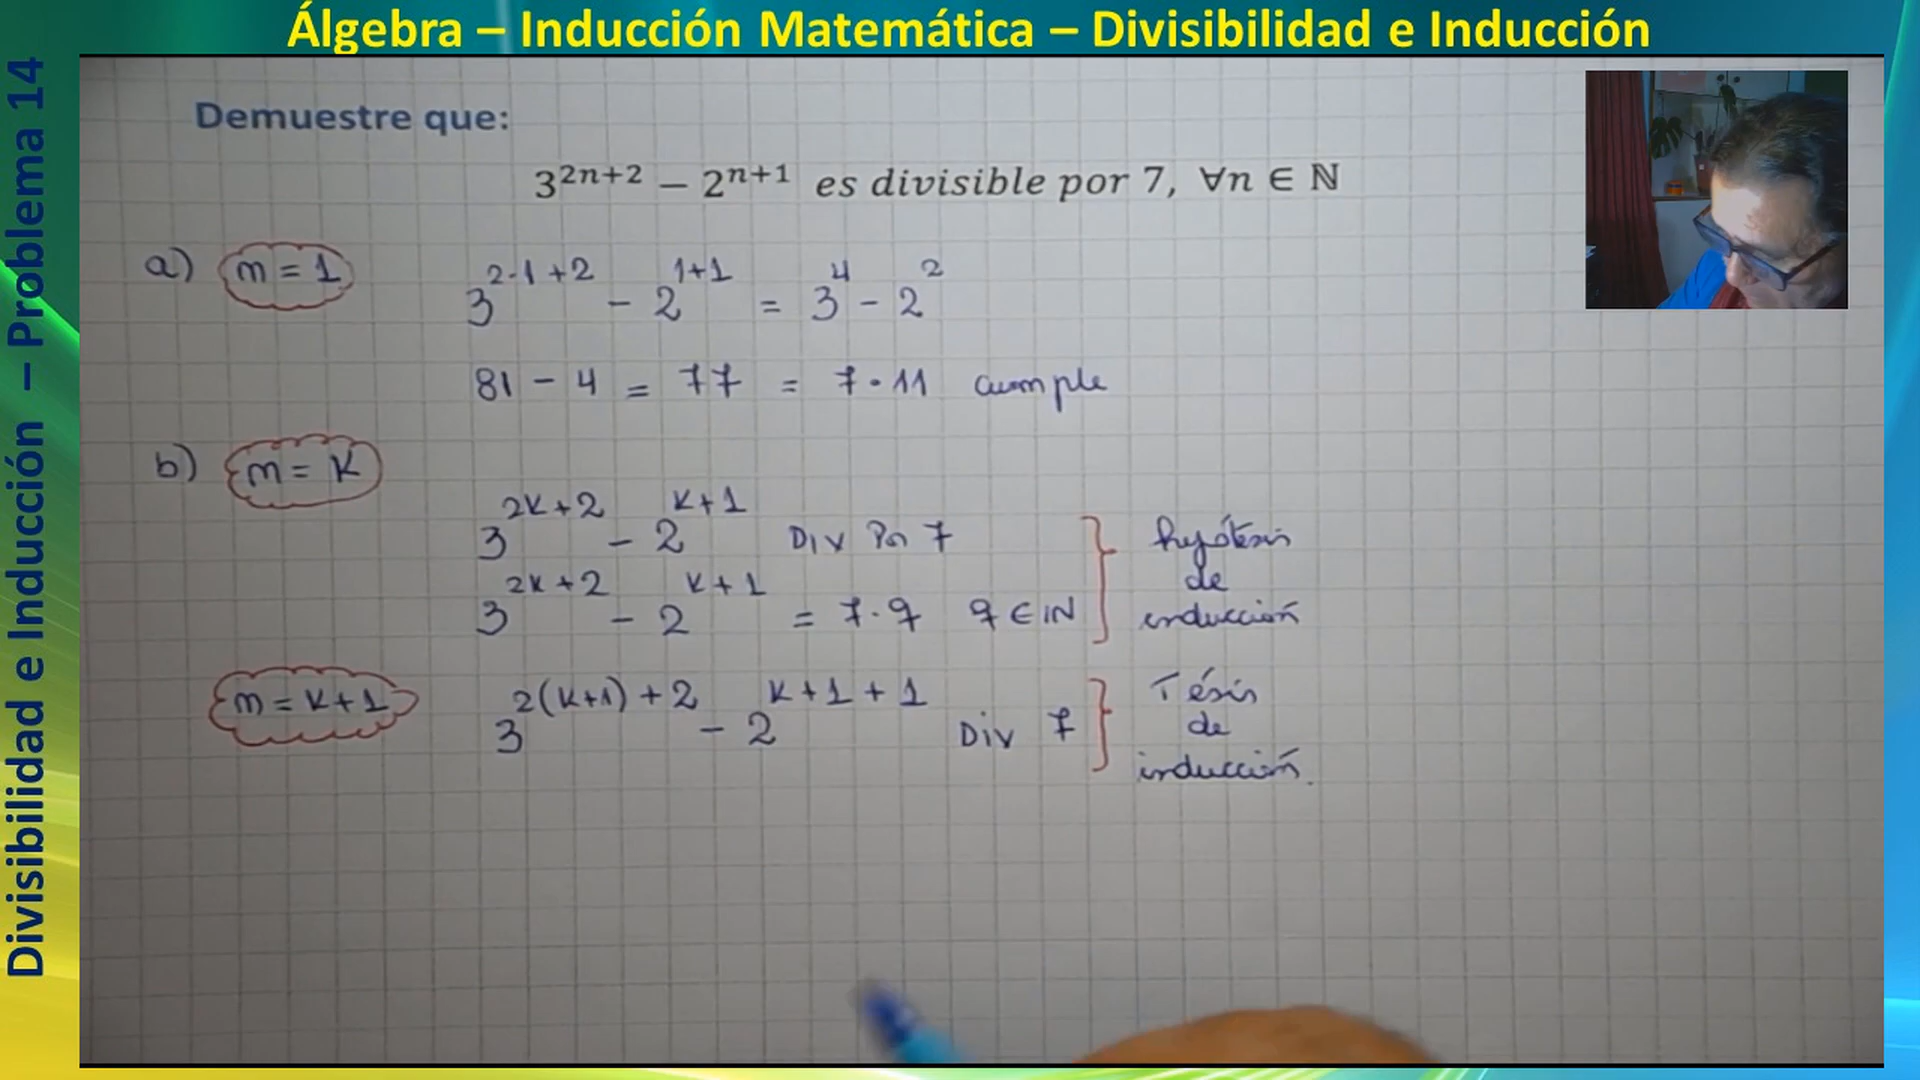 Álgebra – Inducción Matemática – Divisibilidad e Inducción
Divisibilidad e Inducción – Problema 14
Demuestre que:
3^{2n+2} − 2^{n+1} es divisible por 7, ∀n ∈ ℕ
a) n = 1 3^{2·1+2} − 2^{1+1} = 3^4 − 2^2
81 − 4 = 77 = 7·11 cumple
b) n = K
3^{2K+2} − 2^{K+1} Div Por 7
3^{2K+2} − 2^{K+1} = 7·q q ∈ ℕ
hipótesis
de
inducción
n = K+1 3^{2(K+1)+2} − 2^{K+1+1} Div 7
Tésis
de
inducción.